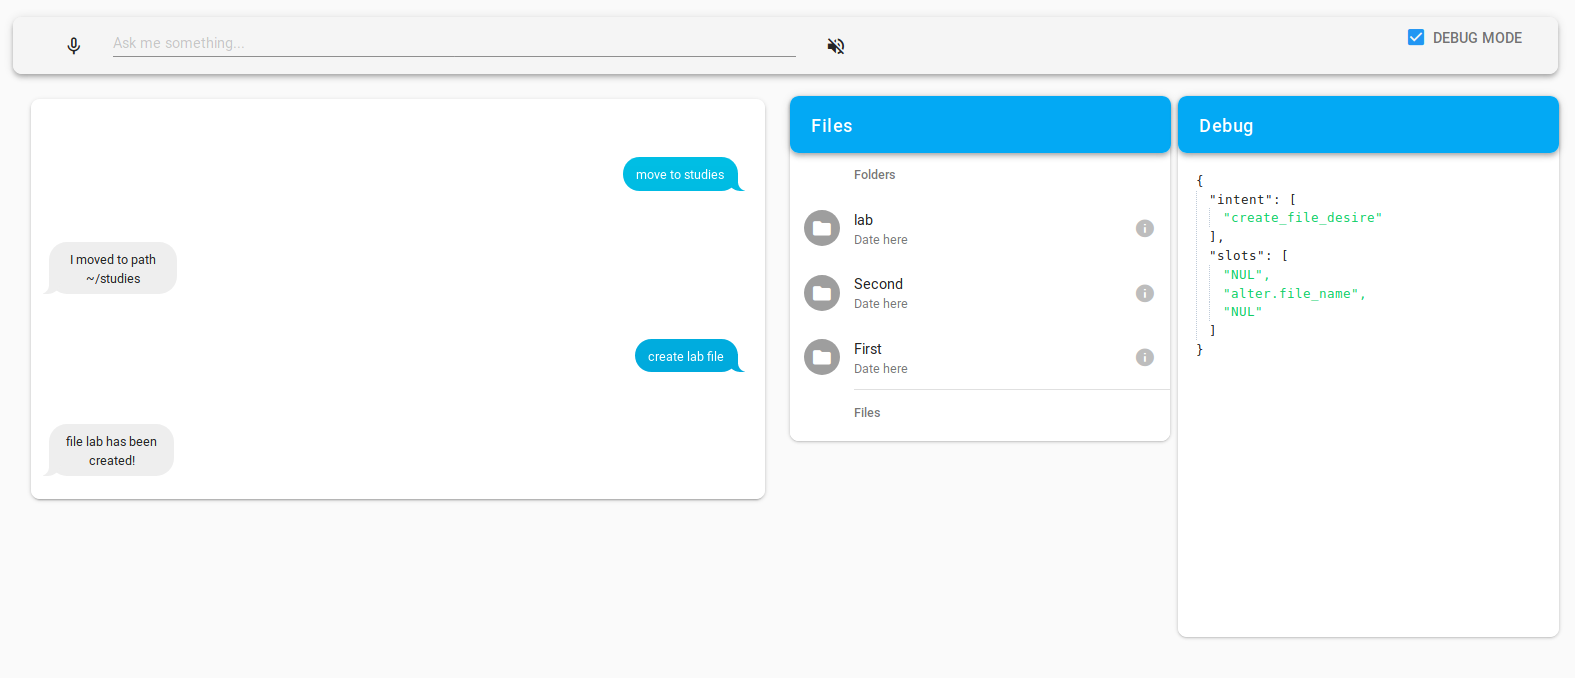 Ask me something...
DEBUG MODE
move to studies
I moved to path
~/studies
create lab file
file lab has been
created!
Files
Folders
lab
Date here
Second
Date here
First
Date here
Files
Debug
{
"intent": [
"create_file_desire"
],
"slots": [
"NUL",
"alter.file_name",
"NUL"
]
}